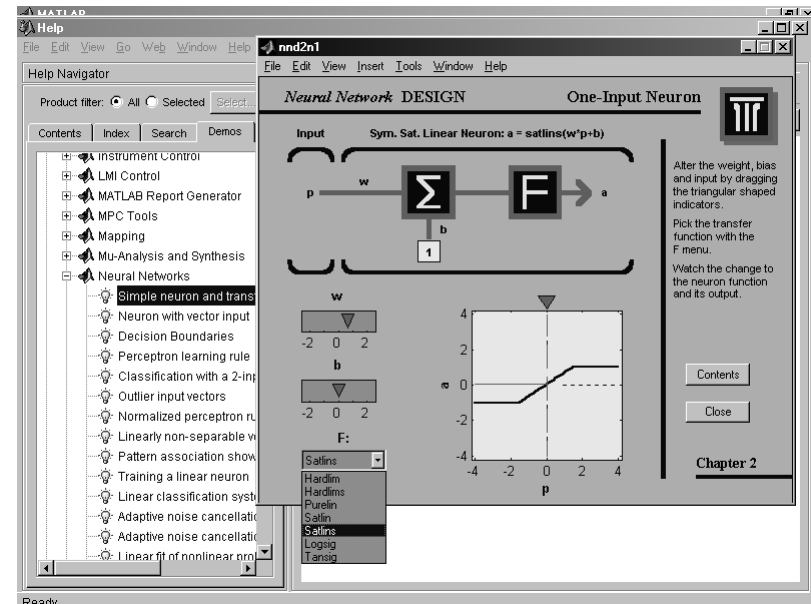 MATLAB
Help
File Edit View Go Web Window Help
Help Navigator
Product filter: All Selected Select...
Contents Index Search Demos
Instrument Control
LMI Control
MATLAB Report Generator
MPC Tools
Mapping
Mu-Analysis and Synthesis
Neural Networks
Simple neuron and trans
Neuron with vector input
Decision Boundaries
Perceptron learning rule
Classification with a 2-inp
Outlier input vectors
Normalized perceptron ru
Linearly non-separable v
Pattern association show
Training a linear neuron
Linear classification syst
Adaptive noise cancellatio
Adaptive noise cancellatio
Linear fit of nonlinear prol
Ready
nnd2n1
File Edit View Insert Tools Window Help
Neural Network DESIGN One-Input Neuron
Input Sym. Sat. Linear Neuron: a = satlins(w*p+b)
p w Σ F a
b
1
w
-2 0 2
b
-2 0 2
F:
Satlins
Hardlim
Hardlims
Purelin
Satlin
Satlins
Logsig
Tansig
4
2
a 0
-2
-4
-4 -2 0 2 4
p
Alter the weight, bias
and input by dragging
the triangular shaped
indicators.
Pick the transfer
function with the
F menu.
Watch the change to
the neuron function
and its output.
Contents
Close
Chapter 2